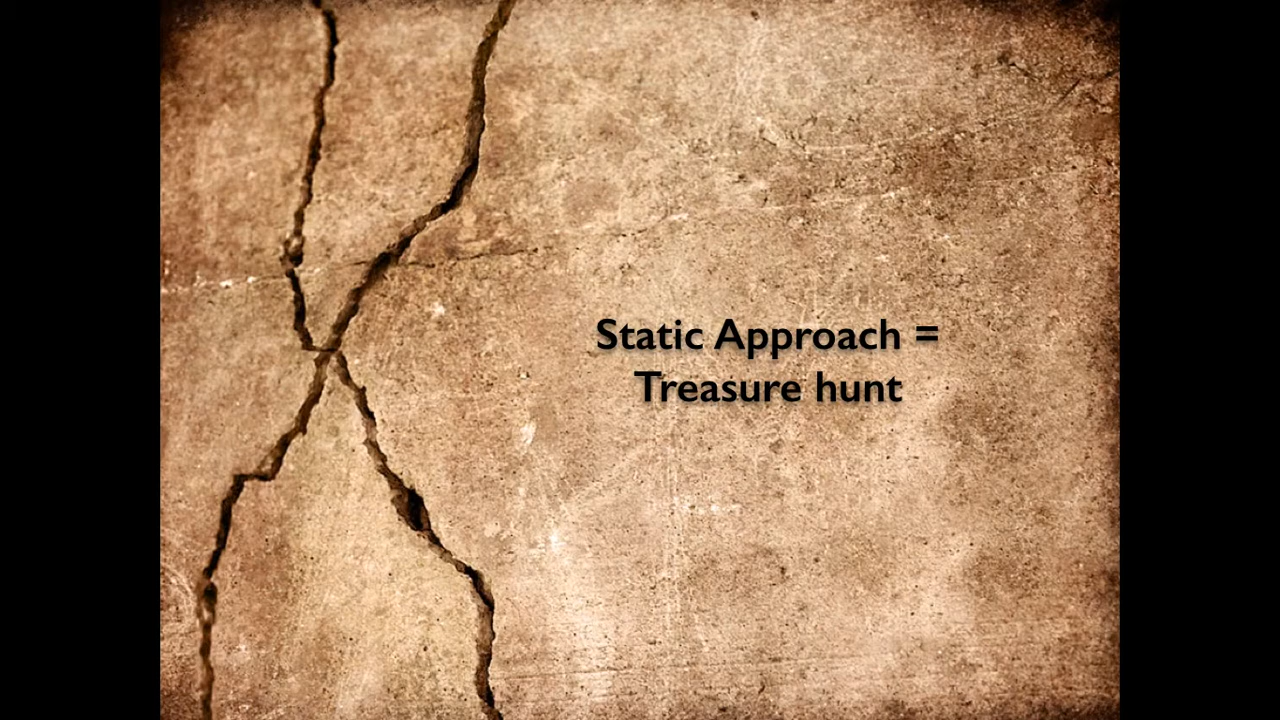 Static Approach =
Treasure hunt